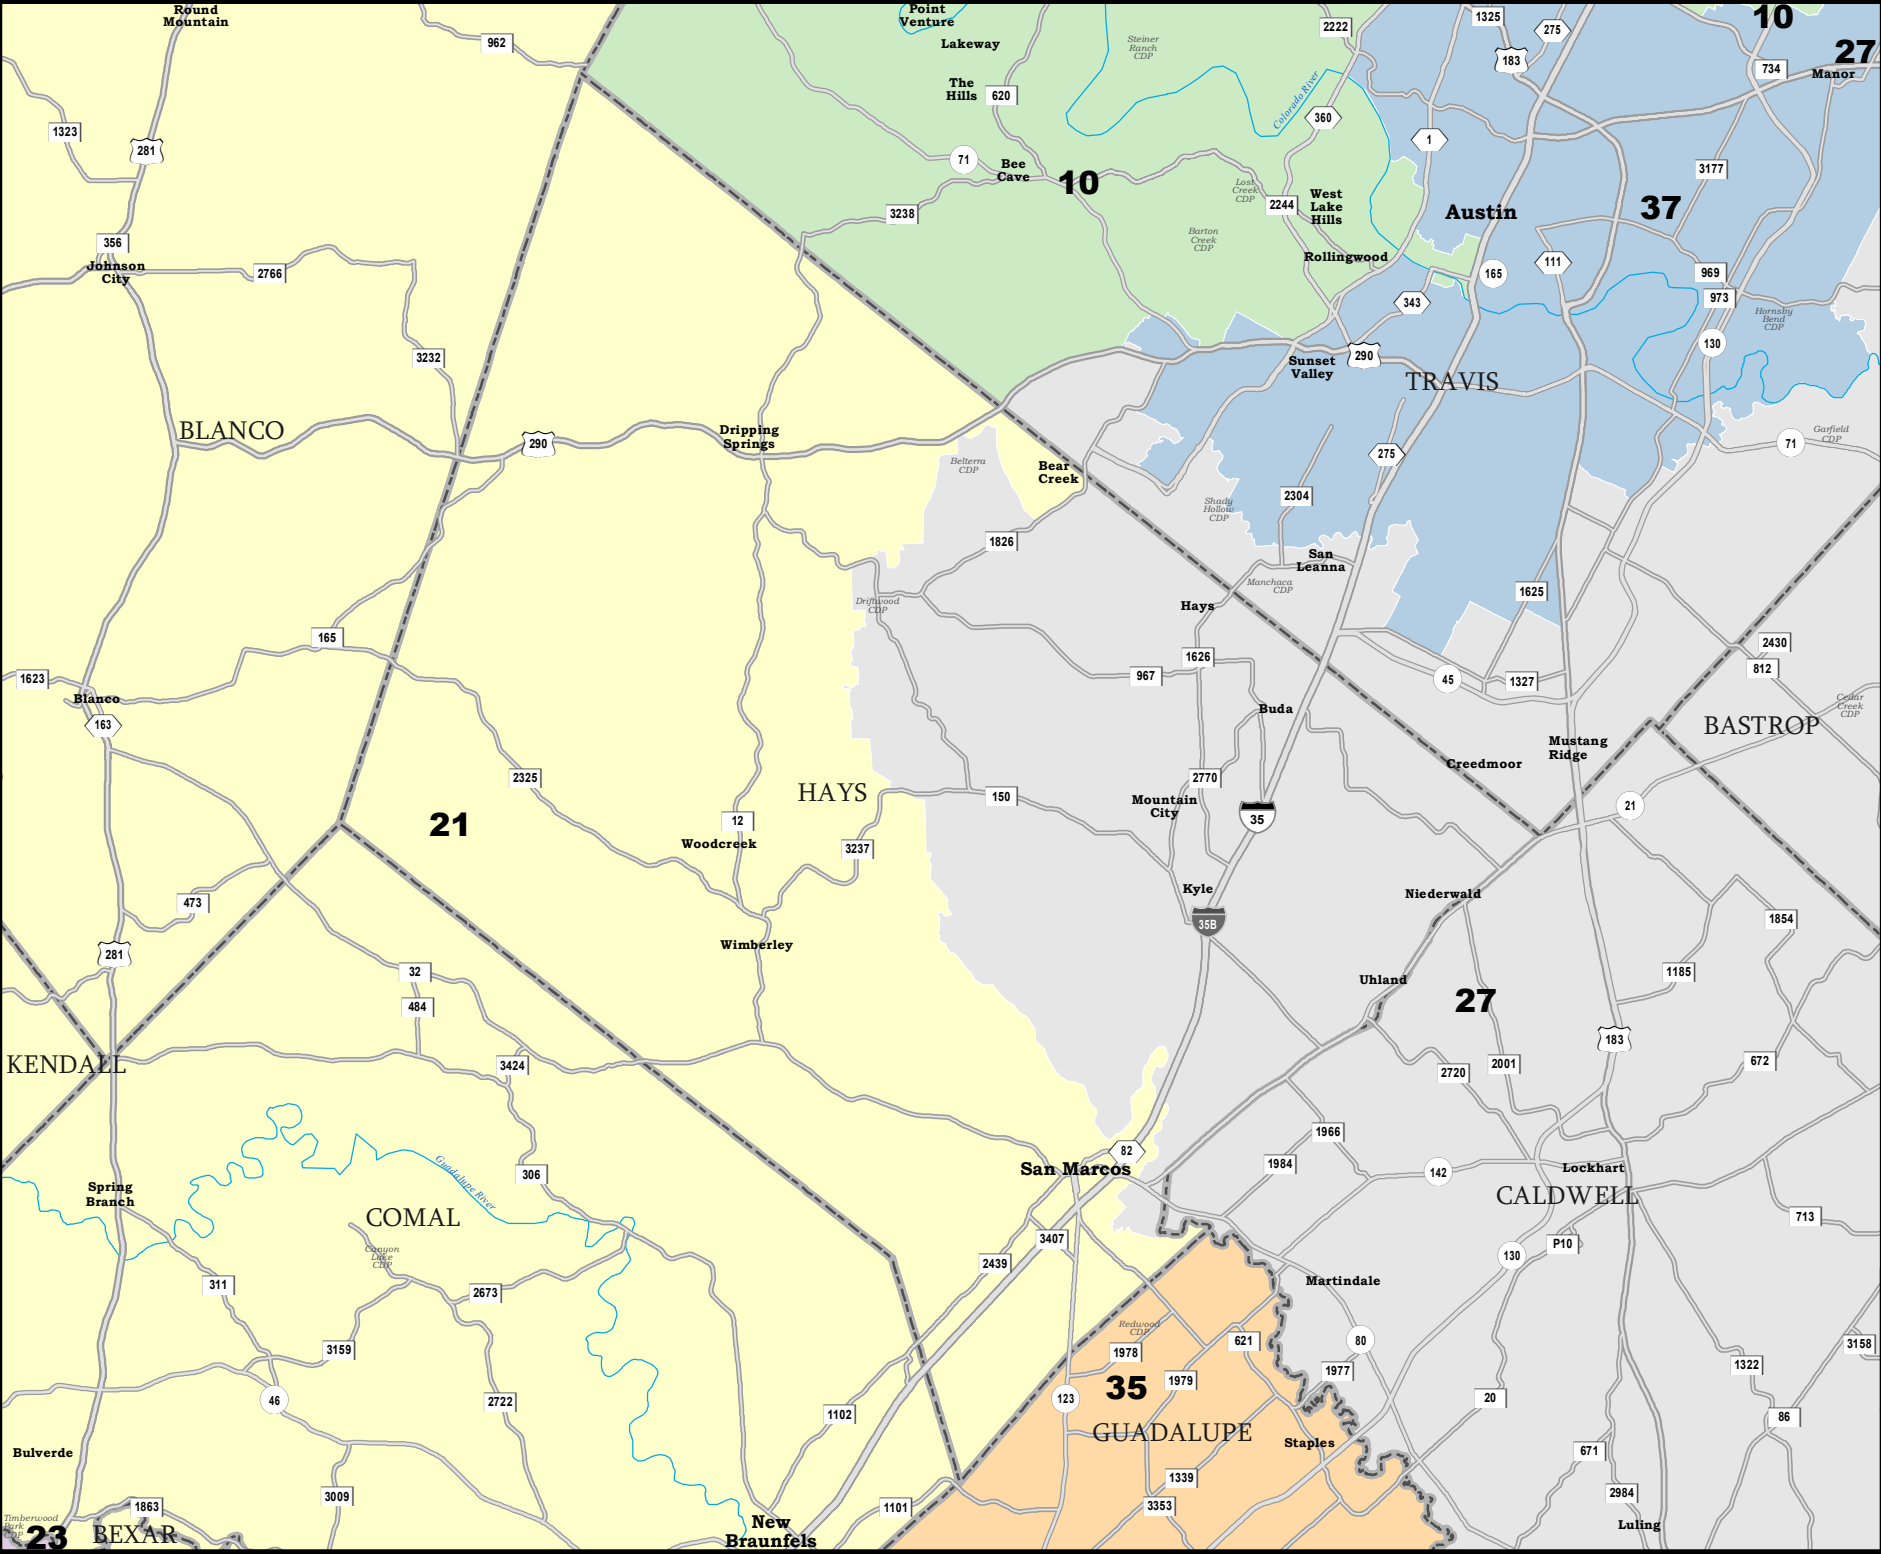 Round
Mountain
962
Point
Venture
Lakeway
Steiner
Ranch
CDP
2222
1325
275
10
183
27
734
Manor
The
Hills
620
Colorado River
360
1323
281
1
71
Bee
Cave
10
3177
Lost
Creek
CDP
2244
West
Lake
Hills
37
3238
Austin
356
Johnson
City
2766
Barton
Creek
CDP
Rollingwood
165
111
969
343
973
Hornsby
Bend
CDP
130
3232
Sunset
Valley
290
TRAVIS
BLANCO
290
Dripping
Springs
Garfield
CDP
71
275
Belterra
CDP
Bear
Creek
2304
Shady
Hollow
CDP
1826
San
Leanna
Manchaca
CDP
1625
Driftwood
CDP
Hays
165
2430
1626
812
967
1623
45
1327
Blanco
163
Cedar
Creek
CDP
Buda
BASTROP
Mustang
Ridge
Creedmoor
2325
HAYS
2770
150
Mountain
City
21
35
21
12
Woodcreek
3237
Kyle
Niederwald
473
35B
1854
Wimberley
281
32
1185
Uhland
27
484
183
KENDALL
3424
2720
2001
672
1966
82
1984
142
Lockhart
San Marcos
306
Guadalupe River
Spring
Branch
CALDWELL
COMAL
713
Canyon
Lake
CDP
3407
P10
130
2439
311
2673
Martindale
Redwood
CDP
621
80
3159
1978
3158
1977
1322
35
1979
46
2722
123
20
1102
86
GUADALUPE
Staples
Bulverde
671
1339
3009
2984
1863
1101
3353
Timberwood
Park
CDP
23
BEXAR
New
Braunfels
Luling